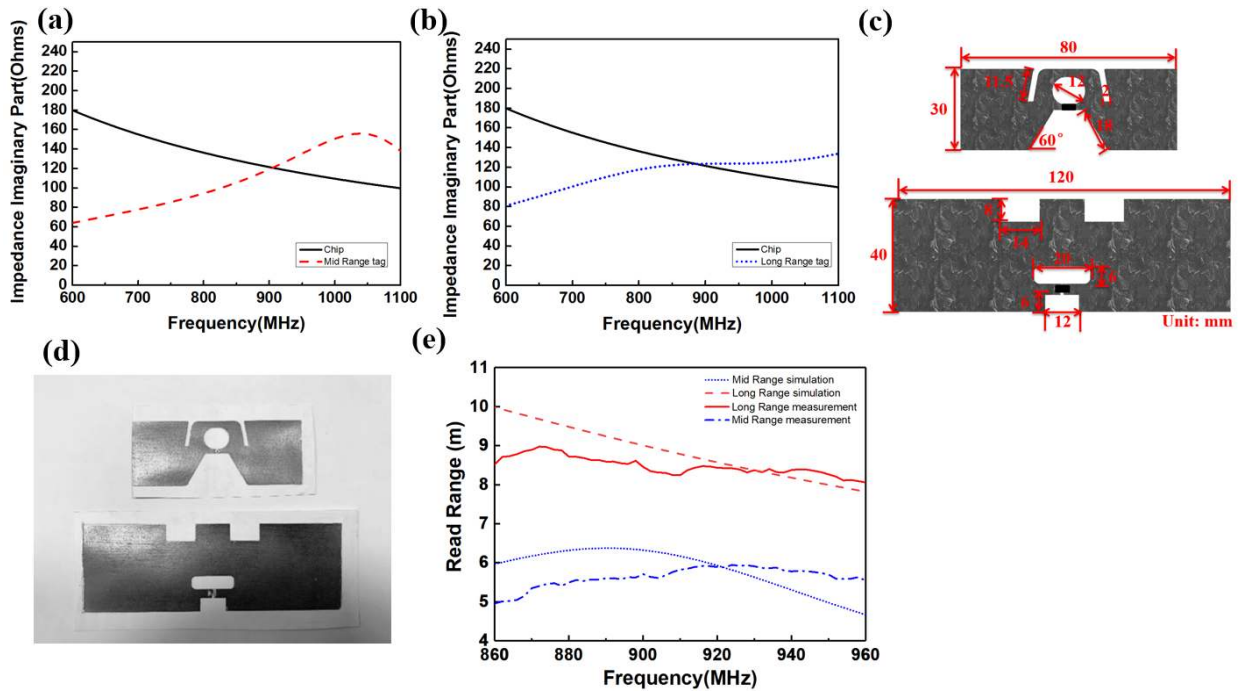 (a)
240
220
200
180
160
140
120
100
80
60
40
20
0
Impedance Imaginary Part(Ohms)
Chip
Mid Range tag
600 700 800 900 1000 1100
Frequency(MHz)
(b)
240
220
200
180
160
140
120
100
80
60
40
20
0
Impedance Imaginary Part(Ohms)
Chip
Long Range tag
600 700 800 900 1000 1100
Frequency(MHz)
(c)
80
30
11.5
12
2
18
60°
120
40
14
20
6
6
12
Unit: mm
(d)
(e)
11
10
9
8
7
6
5
4
Read Range (m)
Mid Range simulation
Long Range simulation
Long Range measurement
Mid Range measurement
860 880 900 920 940 960
Frequency(MHz)